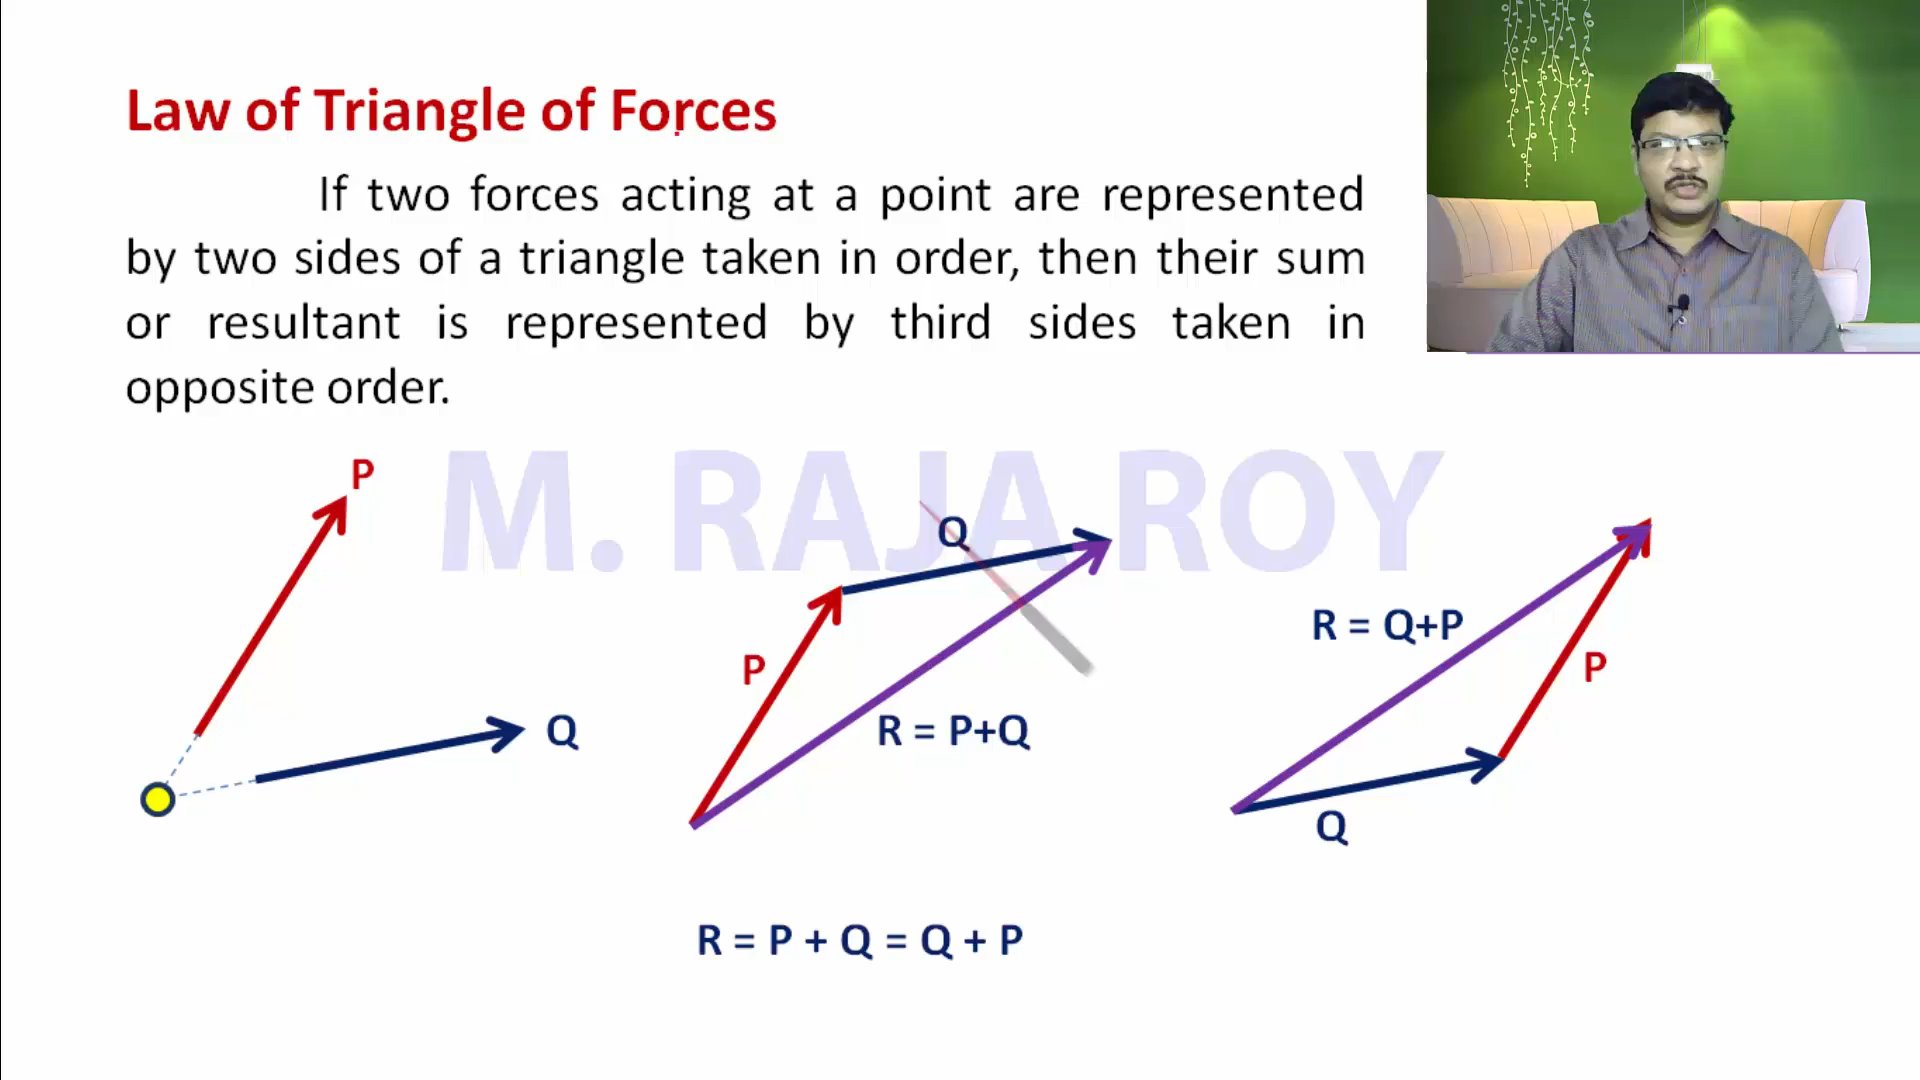 Law of Triangle of Forces
If two forces acting at a point are represented
by two sides of a triangle taken in order, then their sum
or resultant is represented by third sides taken in
opposite order.
M. RAJA ROY
P
Q
P
Q
R = P+Q
R = Q+P
P
Q
R = P + Q = Q + P